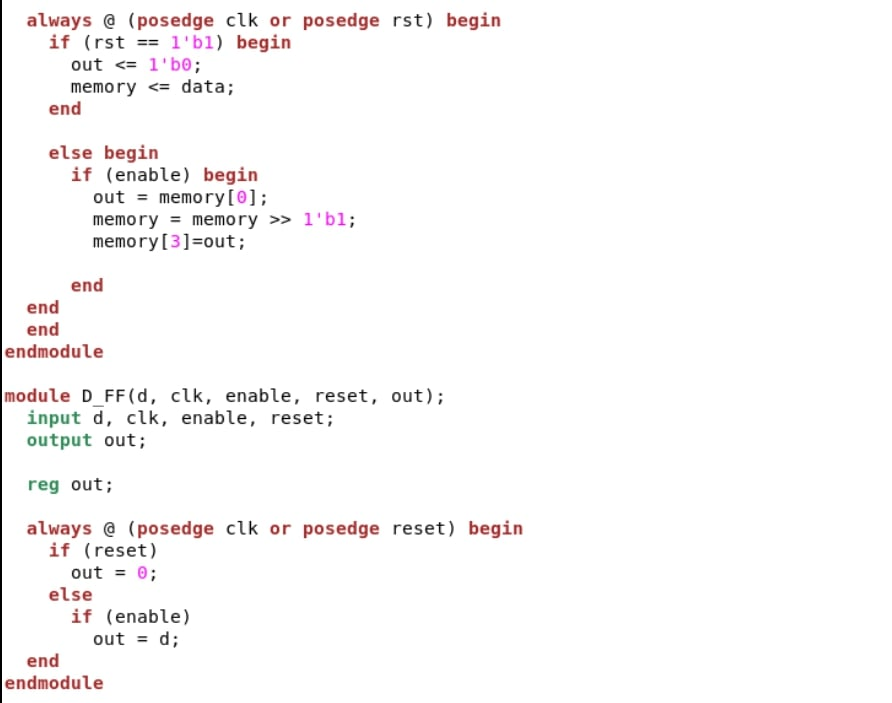 always @ (posedge clk or posedge rst) begin
if (rst == 1'b1) begin
out <= 1'b0;
memory <= data;
end
else begin
if (enable) begin
out = memory[0];
memory = memory >> 1'b1;
memory[3]=out;
end
end
end
endmodule
module D_FF(d, clk, enable, reset, out);
input d, clk, enable, reset;
output out;
reg out;
always @ (posedge clk or posedge reset) begin
if (reset)
out = 0;
else
if (enable)
out = d;
end
endmodule